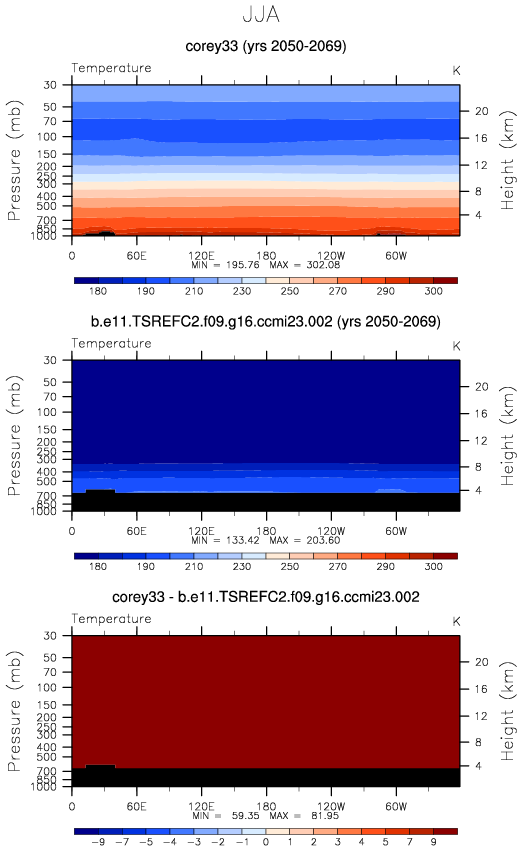 JJA
corey33 (yrs 2050-2069)
Temperature K
Pressure (mb)
30
50
70
100
150
200
250
300
400
500
700
850
1000
Height (km)
20
16
12
8
4
0 60E 120E 180 120W 60W
MIN = 195.76 MAX = 302.08
180 190 210 230 250 270 290 300
b.e11.TSREFC2.f09.g16.ccmi23.002 (yrs 2050-2069)
Temperature K
Pressure (mb)
30
50
70
100
150
200
250
300
400
500
700
850
1000
Height (km)
20
16
12
8
4
0 60E 120E 180 120W 60W
MIN = 133.42 MAX = 203.60
180 190 210 230 250 270 290 300
corey33 - b.e11.TSREFC2.f09.g16.ccmi23.002
Temperature K
Pressure (mb)
30
50
70
100
150
200
250
300
400
500
700
850
1000
Height (km)
20
16
12
8
4
0 60E 120E 180 120W 60W
MIN = 59.35 MAX = 81.95
-9 -7 -5 -4 -3 -2 -1 0 1 2 3 4 5 7 9